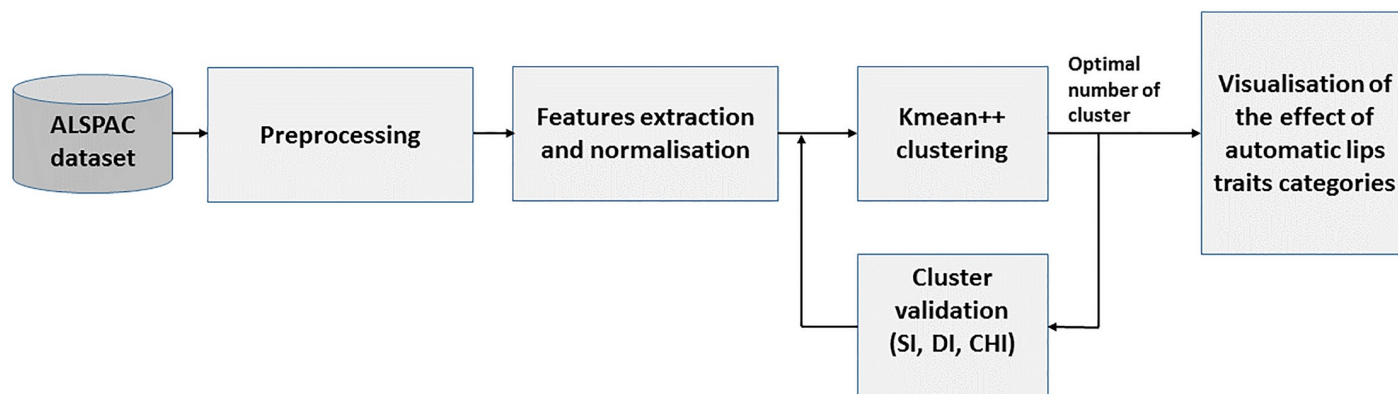 ALSPAC
dataset
Preprocessing
Features extraction
and normalisation
Kmean++
clustering
Optimal
number of
cluster
Visualisation of
the effect of
automatic lips
traits categories
Cluster
validation
(SI, DI, CHI)